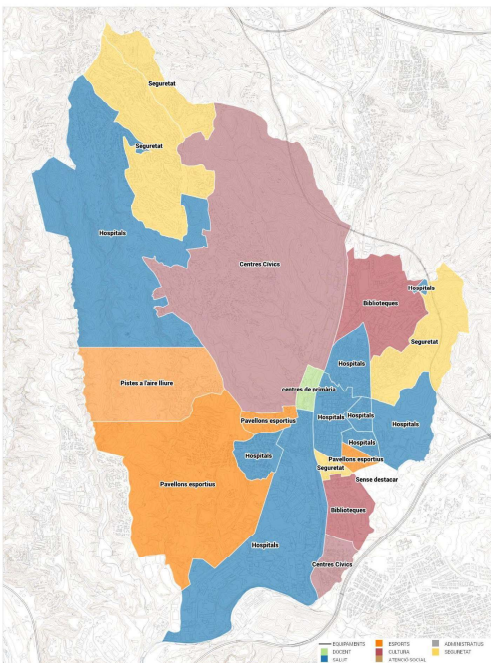 Seguretat
Seguretat
Hospitals
Centres Cívics
Hospitals
Biblioteques
Seguretat
Hospitals
Pistes a l'aire lliure
centres de primària
Pavellons esportius
Hospitals
Hospitals
Hospitals
Hospitals
Hospitals
Pavellons esportius
Seguretat
Sense destacar
Pavellons esportius
Biblioteques
Hospitals
Centres Cívics
EQUIPAMENTS
DOCENT
SALUT
ESPORTS
CULTURA
ATENCIÓ SOCIAL
ADMINISTRATIUS
SEGURETAT